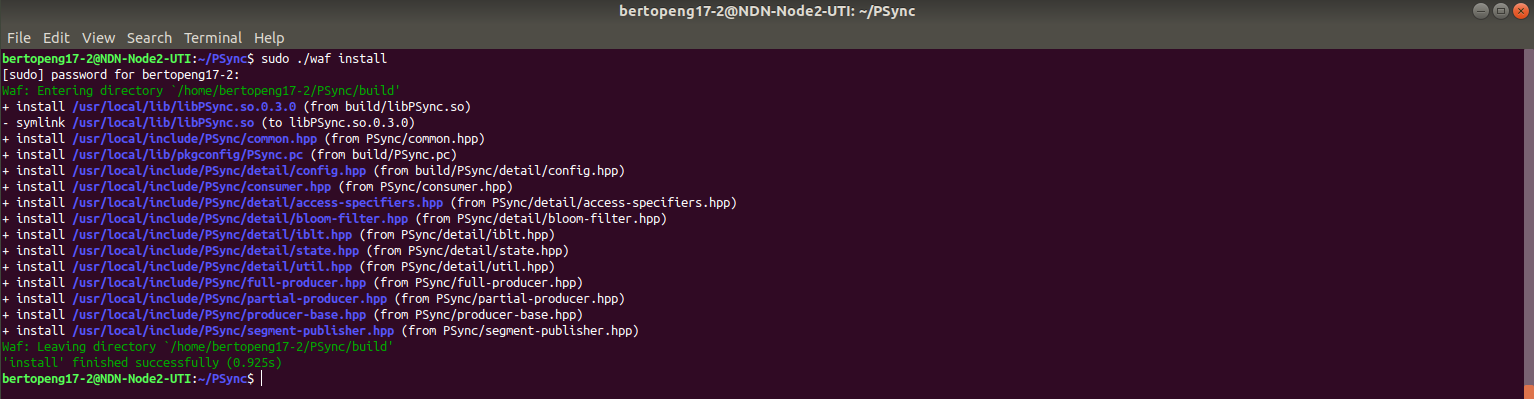 bertopeng17-2@NDN-Node2-UTI: ~/PSync
File Edit View Search Terminal Help
bertopeng17-2@NDN-Node2-UTI:~/PSync$ sudo ./waf install
[sudo] password for bertopeng17-2:
Waf: Entering directory `/home/bertopeng17-2/PSync/build'
+ install /usr/local/lib/libPSync.so.0.3.0 (from build/libPSync.so)
- symlink /usr/local/lib/libPSync.so (to libPSync.so.0.3.0)
+ install /usr/local/include/PSync/common.hpp (from PSync/common.hpp)
+ install /usr/local/lib/pkgconfig/PSync.pc (from build/PSync.pc)
+ install /usr/local/include/PSync/detail/config.hpp (from build/PSync/detail/config.hpp)
+ install /usr/local/include/PSync/consumer.hpp (from PSync/consumer.hpp)
+ install /usr/local/include/PSync/detail/access-specifiers.hpp (from PSync/detail/access-specifiers.hpp)
+ install /usr/local/include/PSync/detail/bloom-filter.hpp (from PSync/detail/bloom-filter.hpp)
+ install /usr/local/include/PSync/detail/iblt.hpp (from PSync/detail/iblt.hpp)
+ install /usr/local/include/PSync/detail/state.hpp (from PSync/detail/state.hpp)
+ install /usr/local/include/PSync/detail/util.hpp (from PSync/detail/util.hpp)
+ install /usr/local/include/PSync/full-producer.hpp (from PSync/full-producer.hpp)
+ install /usr/local/include/PSync/partial-producer.hpp (from PSync/partial-producer.hpp)
+ install /usr/local/include/PSync/producer-base.hpp (from PSync/producer-base.hpp)
+ install /usr/local/include/PSync/segment-publisher.hpp (from PSync/segment-publisher.hpp)
Waf: Leaving directory `/home/bertopeng17-2/PSync/build'
'install' finished successfully (0.925s)
bertopeng17-2@NDN-Node2-UTI:~/PSync$